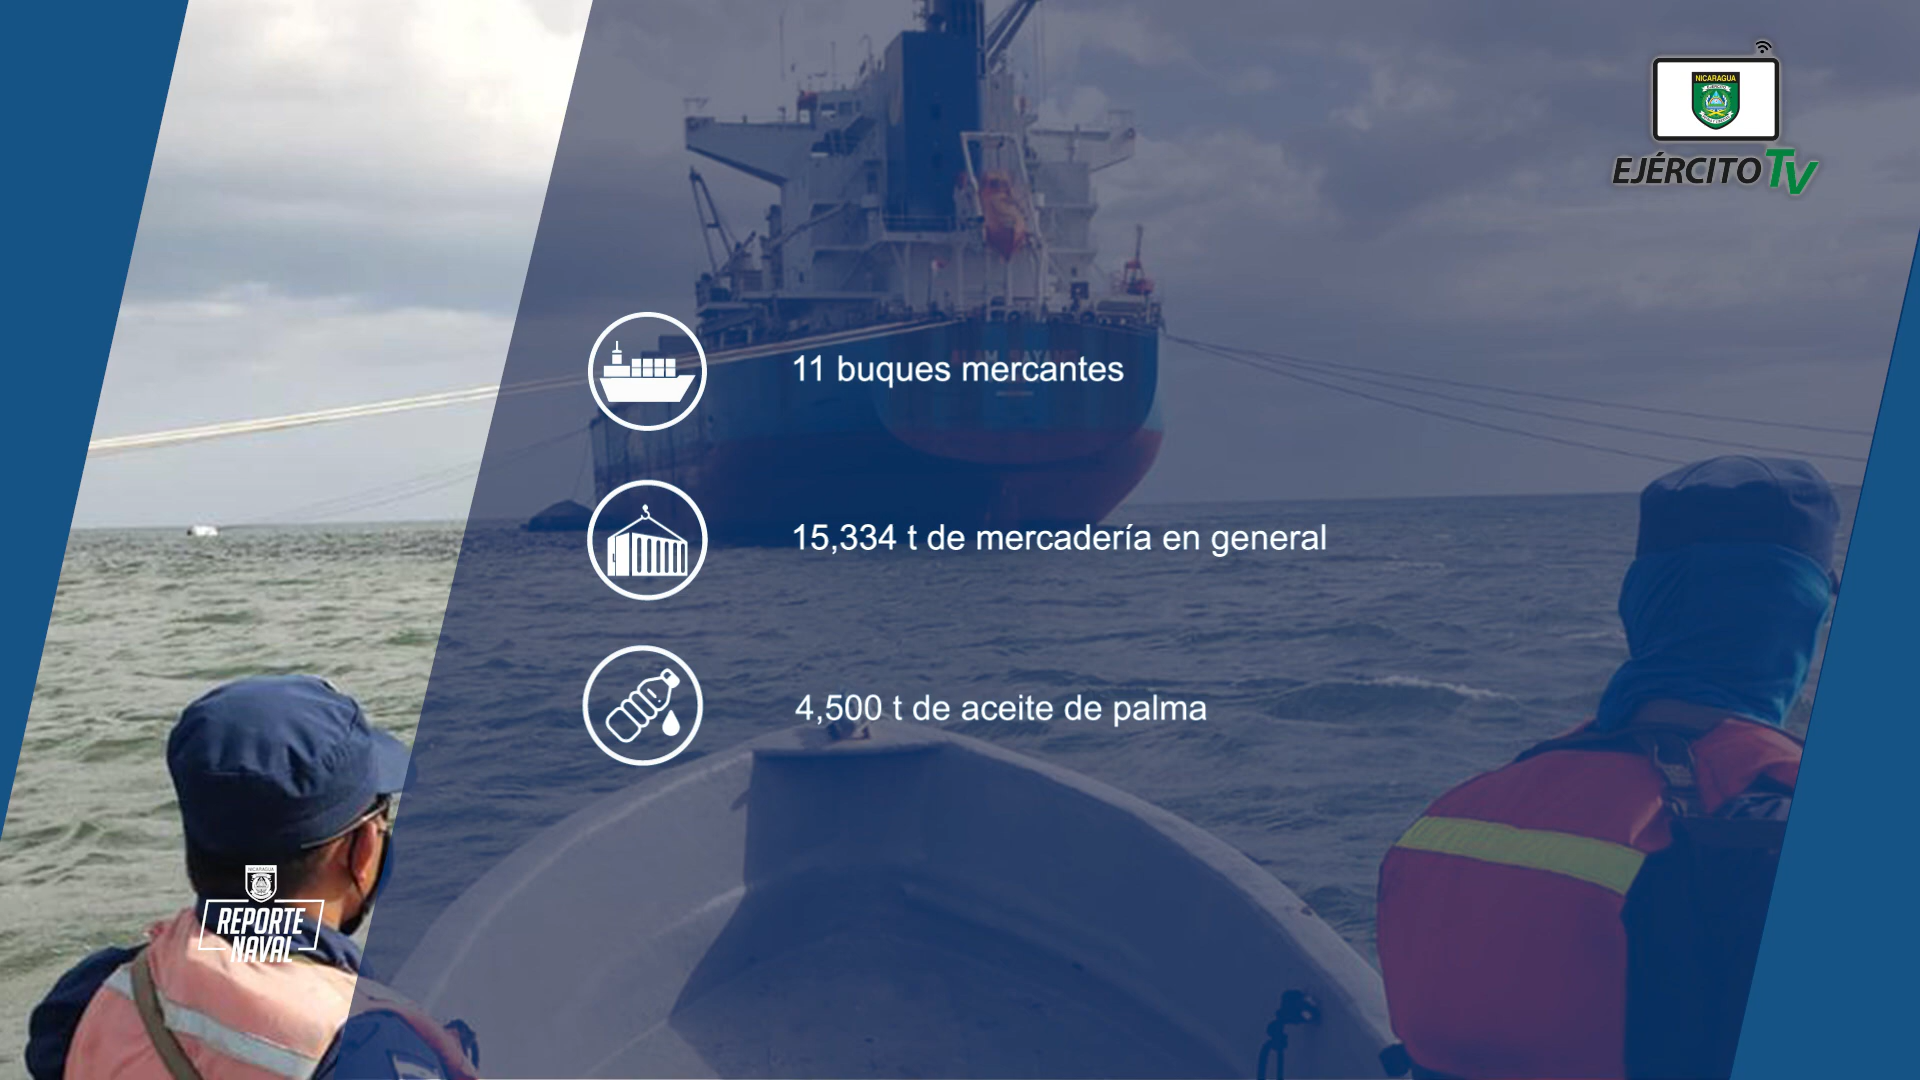 NICARAGUA
EJÉRCITO TV
11 buques mercantes
15,334 t de mercadería en general
4,500 t de aceite de palma
NICARAGUA
REPORTE
NAVAL